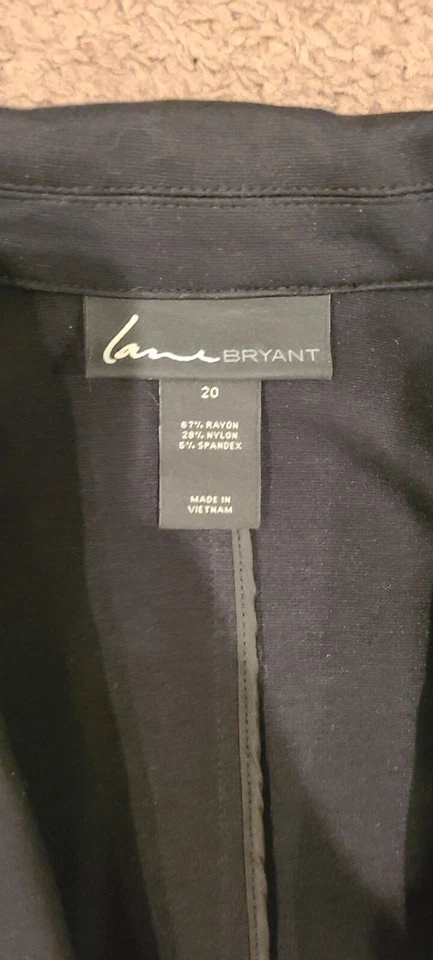 Lane BRYANT
20
67% RAYON
28% NYLON
5% SPANDEX
MADE IN
VIETNAM